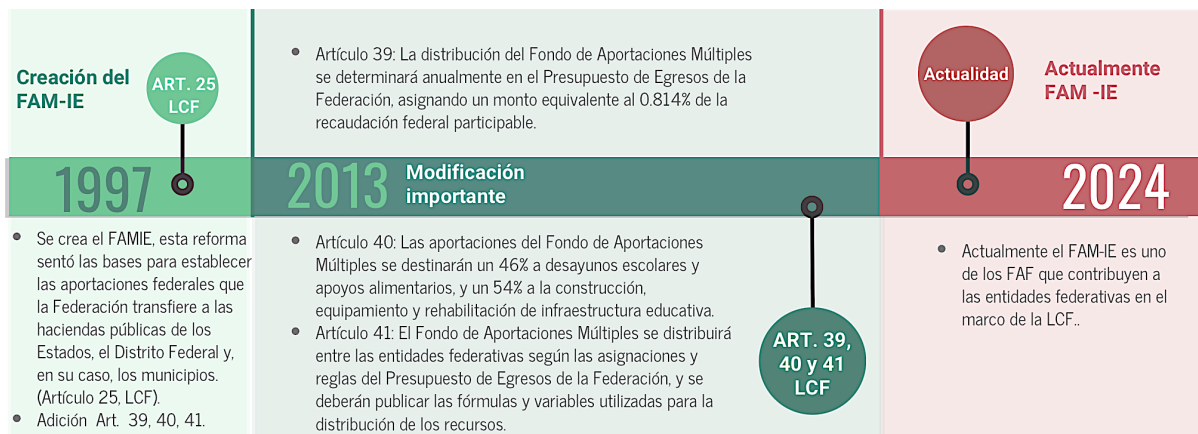 Creación del
FAM-IE
ART. 25
LCF
1997
• Se crea el FAMIE, esta reforma
sentó las bases para establecer
las aportaciones federales que
la Federación transfiere a las
haciendas públicas de los
Estados, el Distrito Federal y,
en su caso, los municipios.
(Artículo 25, LCF).
• Adición Art. 39, 40, 41.
• Artículo 39: La distribución del Fondo de Aportaciones Múltiples
se determinará anualmente en el Presupuesto de Egresos de la
Federación, asignando un monto equivalente al 0.814% de la
recaudación federal participable.
2013
Modificación
importante
• Artículo 40: Las aportaciones del Fondo de Aportaciones
Múltiples se destinarán un 46% a desayunos escolares y
apoyos alimentarios, y un 54% a la construcción,
equipamiento y rehabilitación de infraestructura educativa.
• Artículo 41: El Fondo de Aportaciones Múltiples se distribuirá
entre las entidades federativas según las asignaciones y
reglas del Presupuesto de Egresos de la Federación, y se
deberán publicar las fórmulas y variables utilizadas para la
distribución de los recursos.
ART. 39,
40 y 41
LCF
Actualidad
Actualmente
FAM -IE
2024
• Actualmente el FAM-IE es uno
de los FAF que contribuyen a
las entidades federativas en el
marco de la LCF..